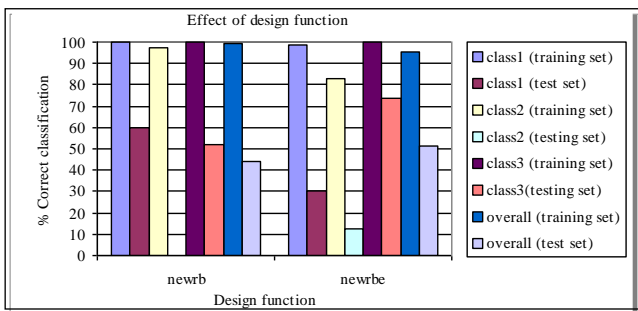 Effect of design function
% Correct classification
100
90
80
70
60
50
40
30
20
10
0
newrb newrbe
Design function
class1 (training set)
class1 (test set)
class2 (training set)
class2 (testing set)
class3 (training set)
class3(testing set)
overall (training set)
overall (test set)